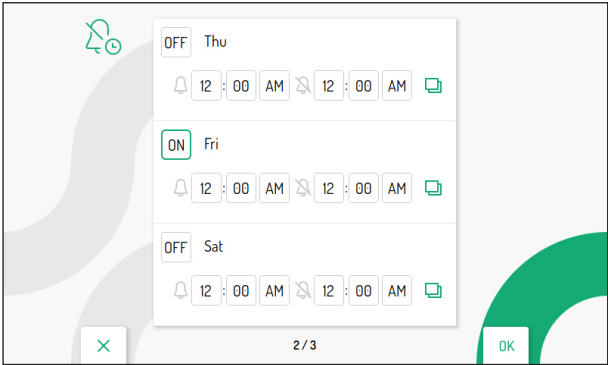 OFF Thu
12 : 00 AM 12 : 00 AM
ON Fri
12 : 00 AM 12 : 00 AM
OFF Sat
12 : 00 AM 12 : 00 AM
2/3
OK